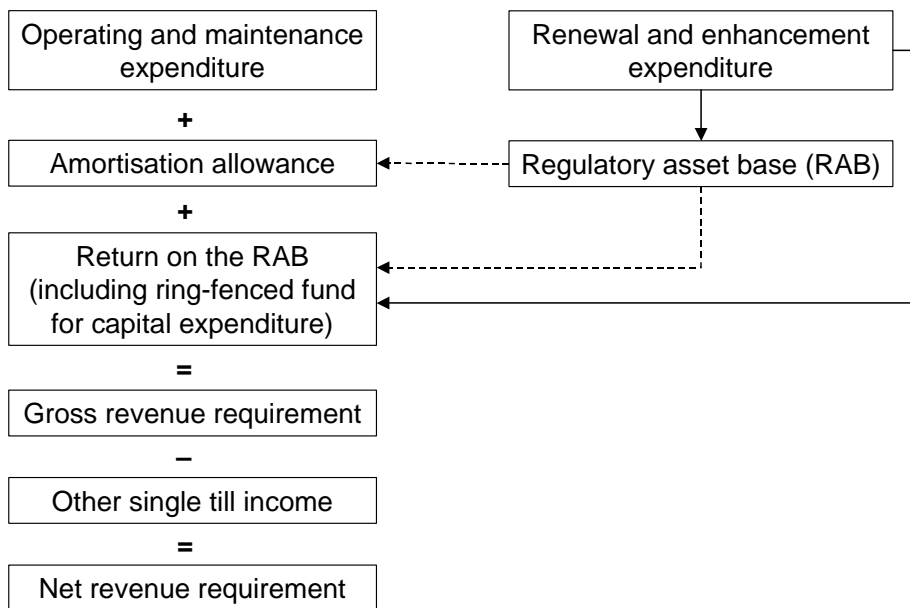 Operating and maintenance
expenditure
+
Amortisation allowance
+
Return on the RAB
(including ring-fenced fund
for capital expenditure)
=
Gross revenue requirement
–
Other single till income
=
Net revenue requirement
Renewal and enhancement
expenditure
Regulatory asset base (RAB)